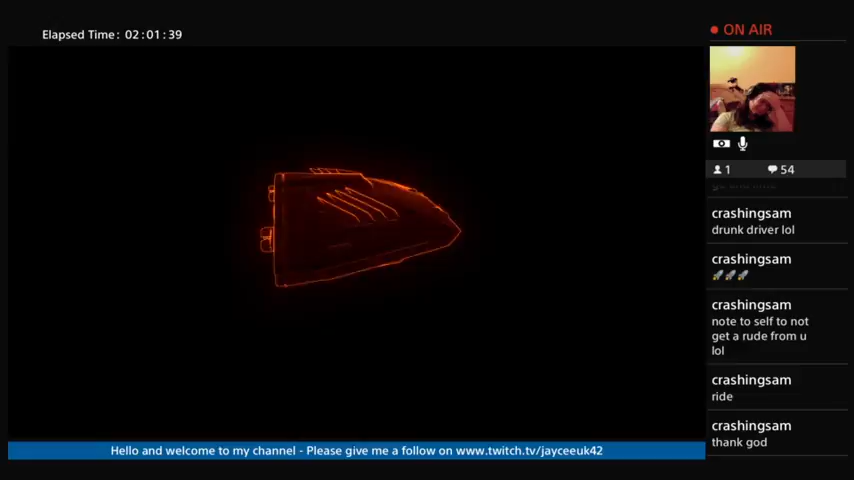 Elapsed Time: 02:01:39
ON AIR
1 54
crashingsam
drunk driver lol
crashingsam
🚀🚀🚀
crashingsam
note to self to not
get a rude from u
lol
crashingsam
ride
crashingsam
thank god
Hello and welcome to my channel - Please give me a follow on www.twitch.tv/jayceeuk42